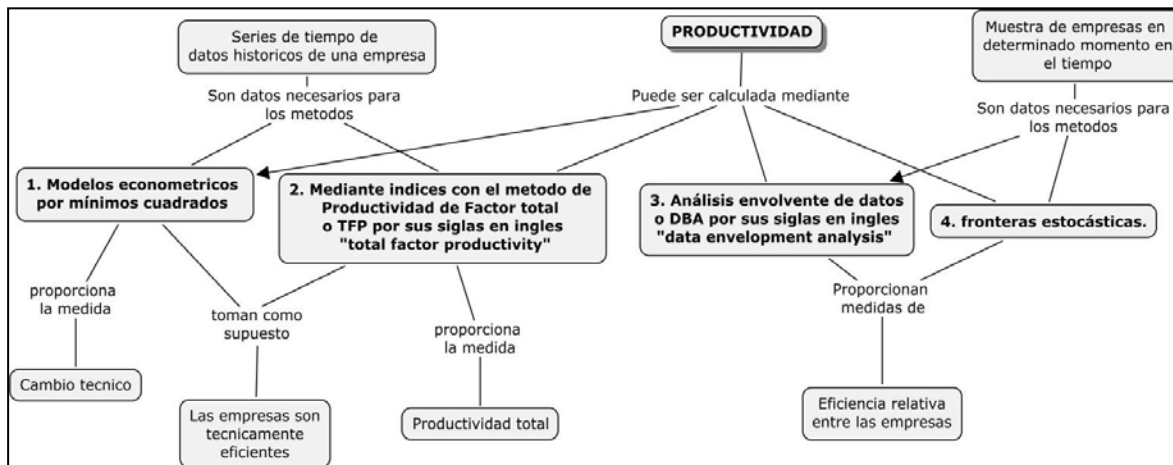 Series de tiempo de
datos historicos de una empresa
PRODUCTIVIDAD
Muestra de empresas en
determinado momento en
el tiempo
Son datos necesarios para
los metodos
Puede ser calculada mediante
Son datos necesarios para
los metodos
1. Modelos econometricos
por mínimos cuadrados
2. Mediante indices con el metodo de
Productividad de Factor total
o TFP por sus siglas en ingles
"total factor productivity"
3. Análisis envolvente de datos
o DBA por sus siglas en ingles
"data envelopment analysis"
4. fronteras estocásticas.
proporciona
la medida
toman como
supuesto
proporciona
la medida
Proporcionan
medidas de
Cambio tecnico
Las empresas son
tecnicamente
eficientes
Productividad total
Eficiencia relativa
entre las empresas